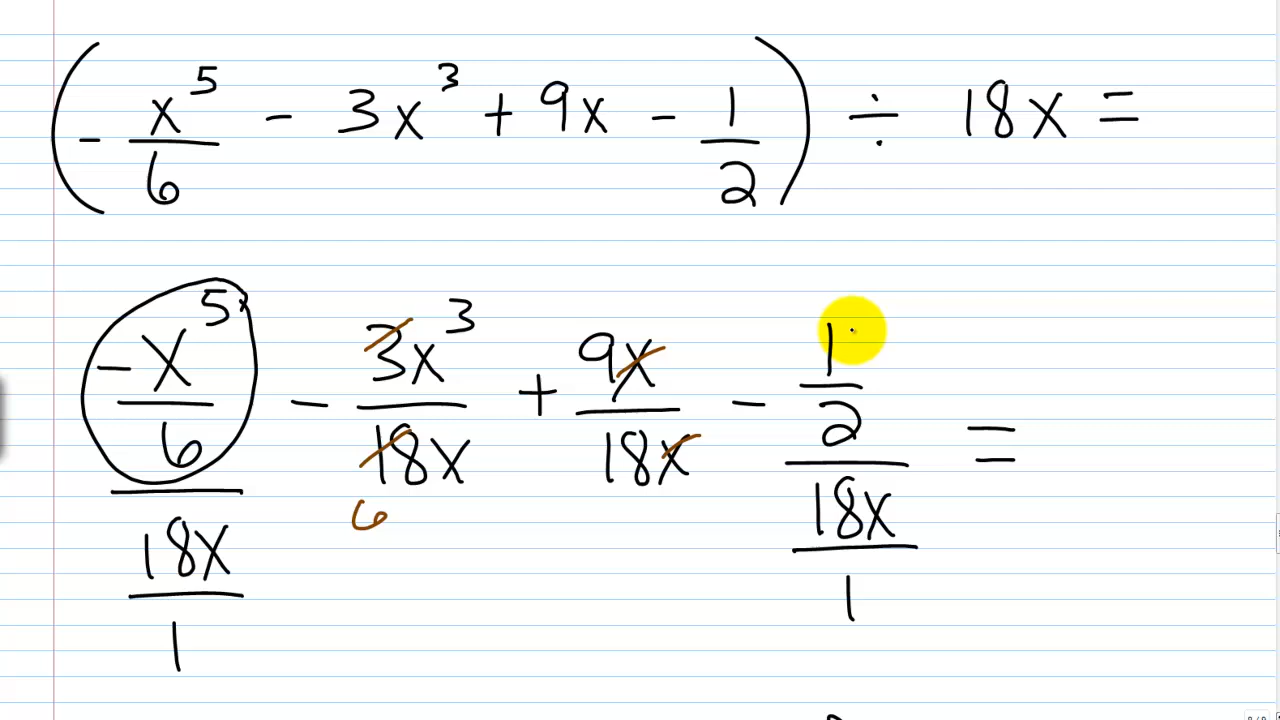 (- x^5/6 - 3x^3 + 9x - 1/2) ÷ 18x =
(-x^5/6)/(18x/1) - 3x^3/18x + 9x/18x - (1/2)/(18x/1) =
6